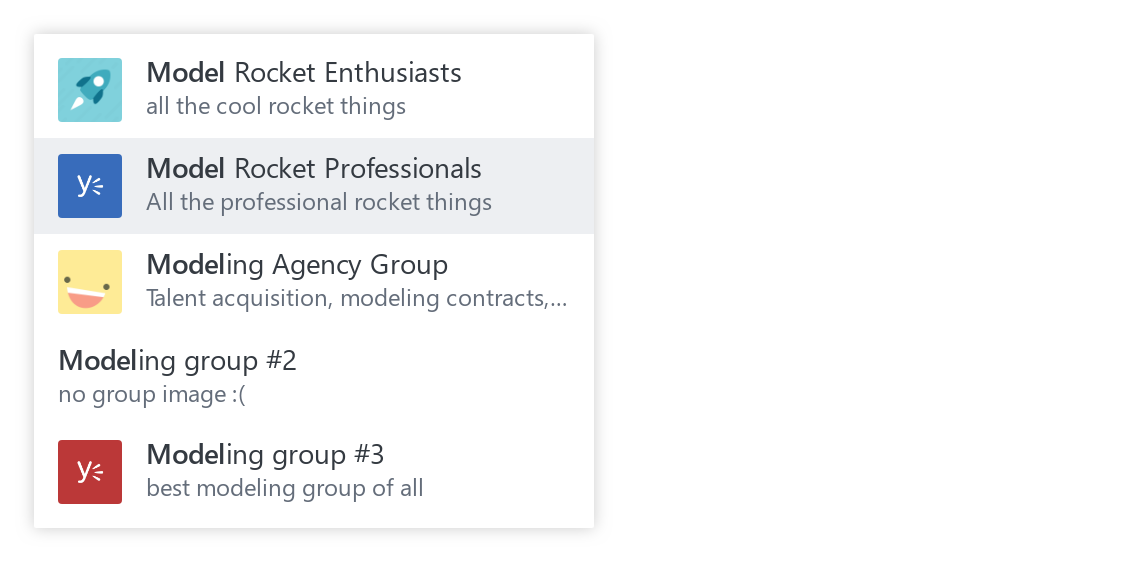 Model Rocket Enthusiasts
all the cool rocket things
y
Model Rocket Professionals
All the professional rocket things
Modeling Agency Group
Talent acquisition, modeling contracts,...
Modeling group #2
no group image :(
y
Modeling group #3
best modeling group of all